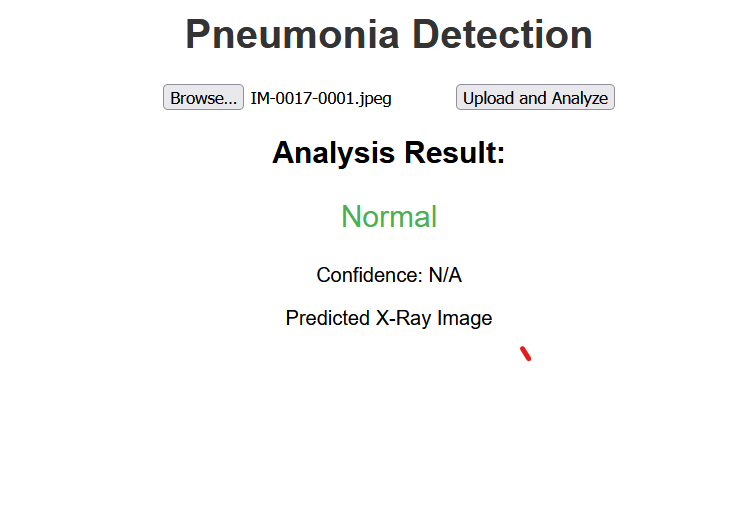 Pneumonia Detection
Browse... IM-0017-0001.jpeg Upload and Analyze
Analysis Result:
Normal
Confidence: N/A
Predicted X-Ray Image